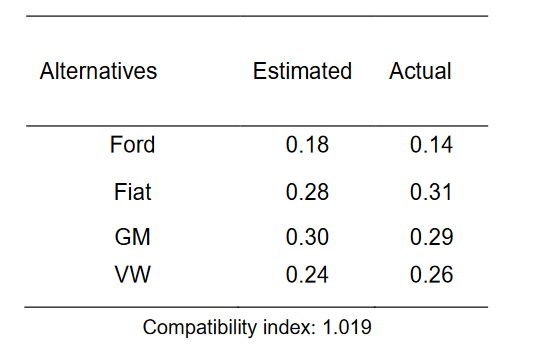 Alternatives Estimated Actual
Ford 0.18 0.14
Fiat 0.28 0.31
GM 0.30 0.29
VW 0.24 0.26
Compatibility index: 1.019